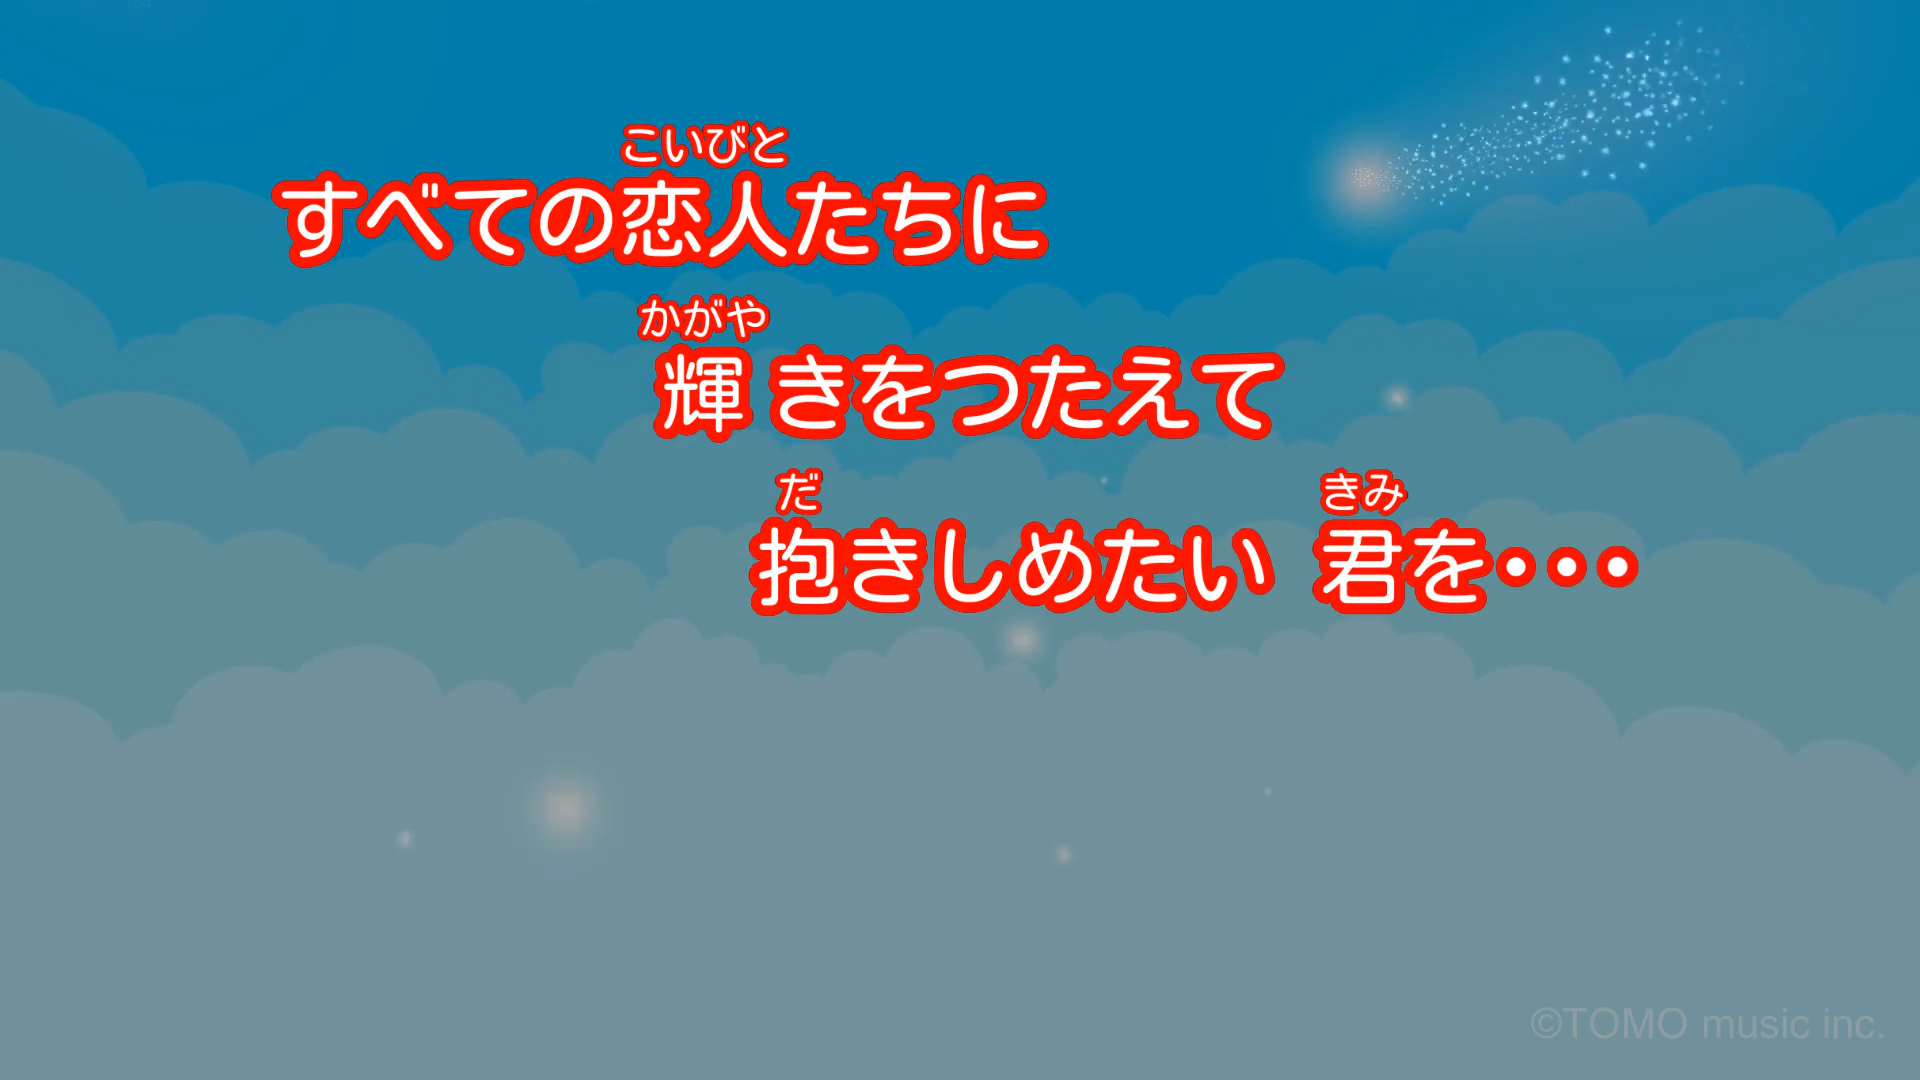 こいびと
すべての恋人たちに
かがや
輝きをつたえて
だ きみ
抱きしめたい 君を・・・
©TOMO music inc.